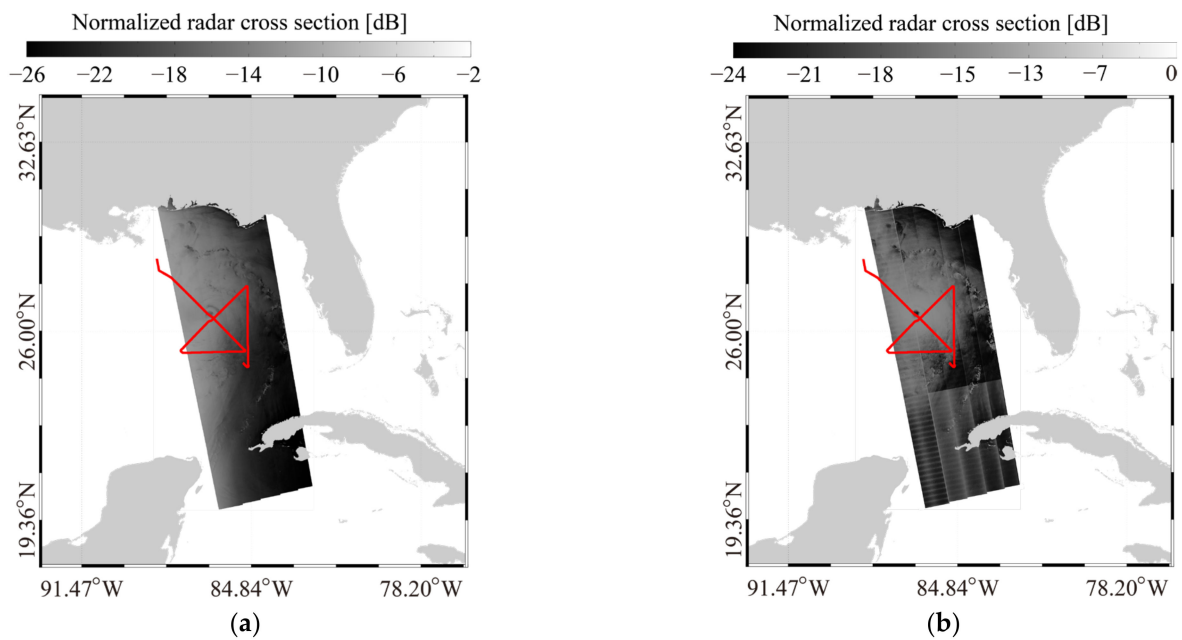 Normalized radar cross section [dB]
−26 −22 −18 −14 −10 −6 −2
32.63°N
26.00°N
19.36°N
91.47°W 84.84°W 78.20°W
(a)
Normalized radar cross section [dB]
−24 −21 −18 −15 −13 −7 0
32.63°N
26.00°N
19.36°N
91.47°W 84.84°W 78.20°W
(b)